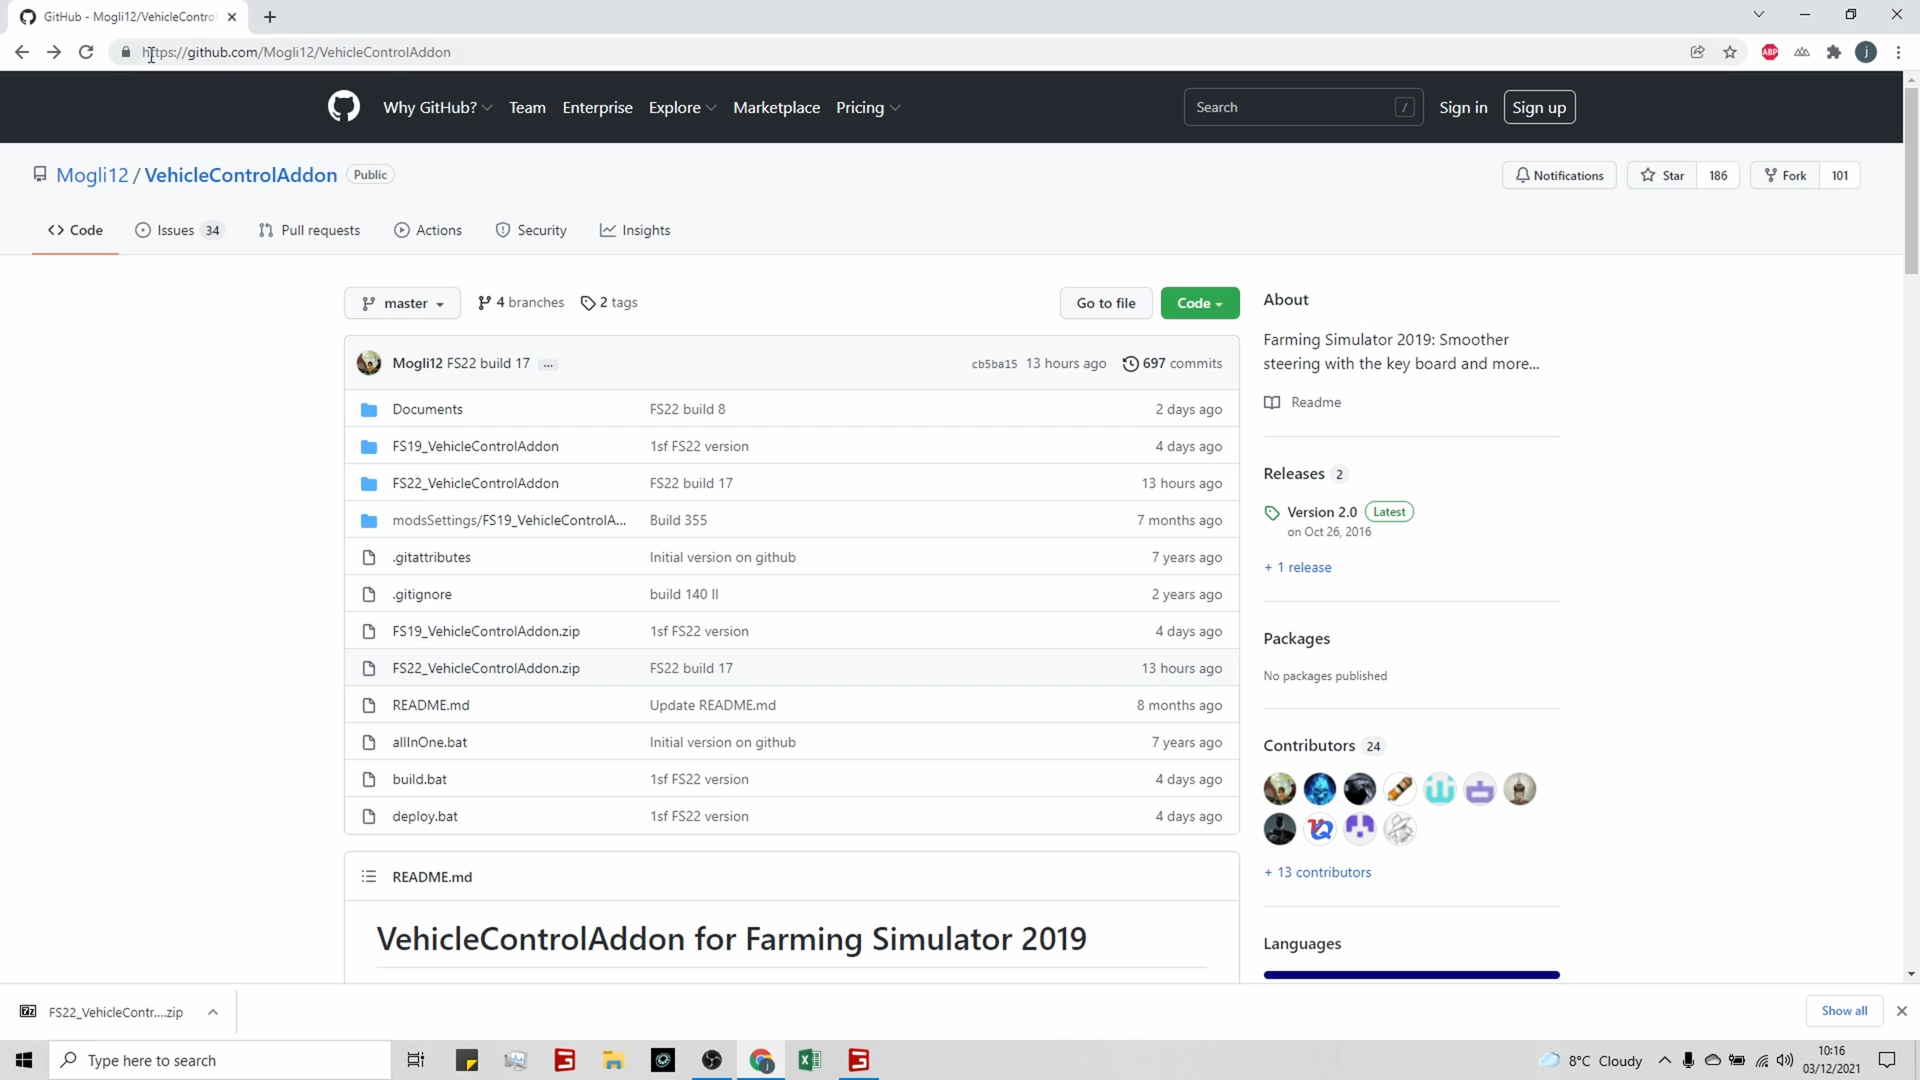 GitHub - Mogli12/VehicleControl
https://github.com/Mogli12/VehicleControlAddon
ABP
j
Why GitHub?
Team
Enterprise
Explore
Marketplace
Pricing
Search
/
Sign in
Sign up
Mogli12 / VehicleControlAddon
Public
Notifications
Star
186
Fork
101
Code
Issues 34
Pull requests
Actions
Security
Insights
master
4 branches
2 tags
Go to file
Code
Mogli12 FS22 build 17 ...
cb5ba15 13 hours ago
697 commits
Documents
FS22 build 8
2 days ago
FS19_VehicleControlAddon
1sf FS22 version
4 days ago
FS22_VehicleControlAddon
FS22 build 17
13 hours ago
modsSettings/FS19_VehicleControlA...
Build 355
7 months ago
.gitattributes
Initial version on github
7 years ago
.gitignore
build 140 II
2 years ago
FS19_VehicleControlAddon.zip
1sf FS22 version
4 days ago
FS22_VehicleControlAddon.zip
FS22 build 17
13 hours ago
README.md
Update README.md
8 months ago
allInOne.bat
Initial version on github
7 years ago
build.bat
1sf FS22 version
4 days ago
deploy.bat
1sf FS22 version
4 days ago
README.md
VehicleControlAddon for Farming Simulator 2019
About
Farming Simulator 2019: Smoother
steering with the key board and more...
Readme
Releases 2
Version 2.0 Latest
on Oct 26, 2016
+ 1 release
Packages
No packages published
Contributors 24
+ 13 contributors
Languages
7z
FS22_VehicleContr....zip
Show all
Type here to search
8°C Cloudy
10:16
03/12/2021